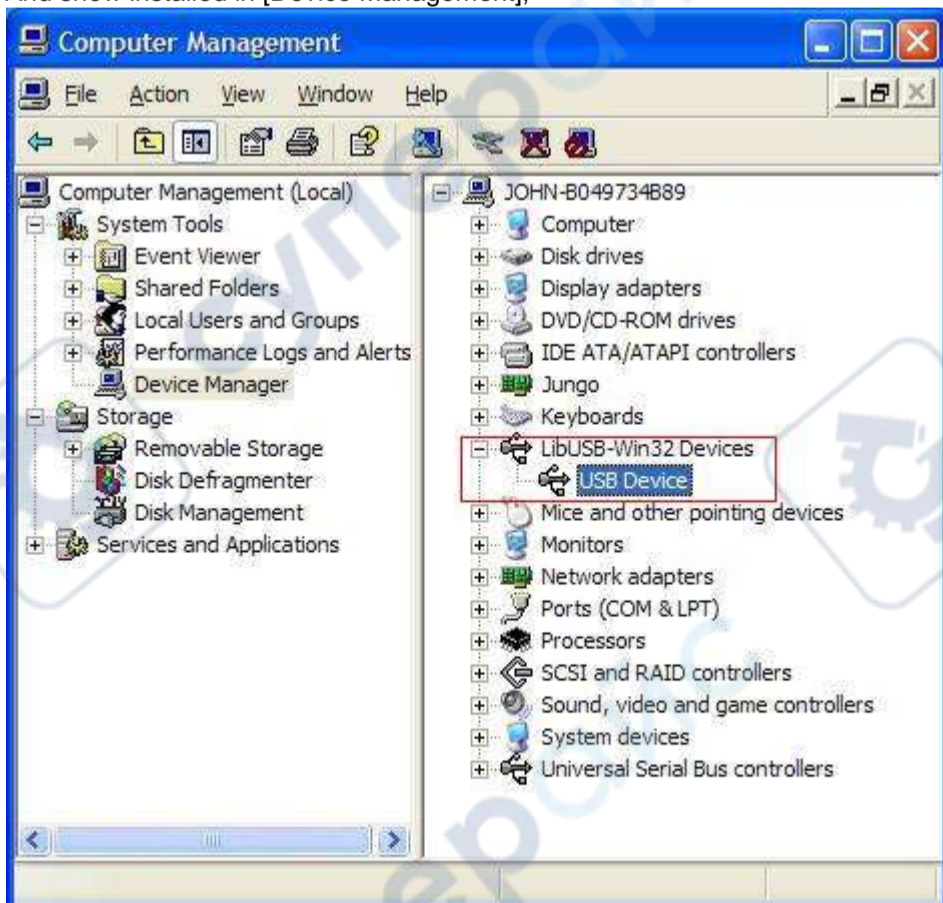 And show installed in [Device Management];
Computer Management
File Action View Window Help
Computer Management (Local)
System Tools
Event Viewer
Shared Folders
Local Users and Groups
Performance Logs and Alerts
Device Manager
Storage
Removable Storage
Disk Defragmenter
Disk Management
Services and Applications
JOHN-B049734B89
Computer
Disk drives
Display adapters
DVD/CD-ROM drives
IDE ATA/ATAPI controllers
Jungo
Keyboards
LibUSB-Win32 Devices
USB Device
Mice and other pointing devices
Monitors
Network adapters
Ports (COM & LPT)
Processors
SCSI and RAID controllers
Sound, video and game controllers
System devices
Universal Serial Bus controllers